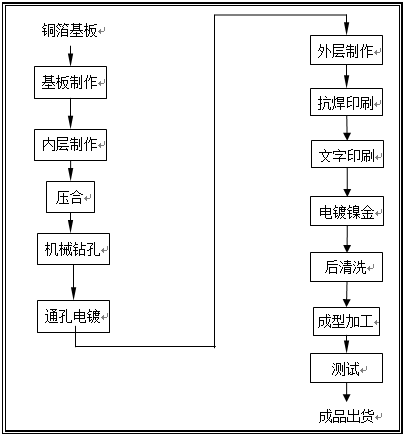 铜箔基板
基板制作
内层制作
压合
机械钻孔
通孔电镀
外层制作
抗焊印刷
文字印刷
电镀镍金
后清洗
成型加工
测试
成品出货